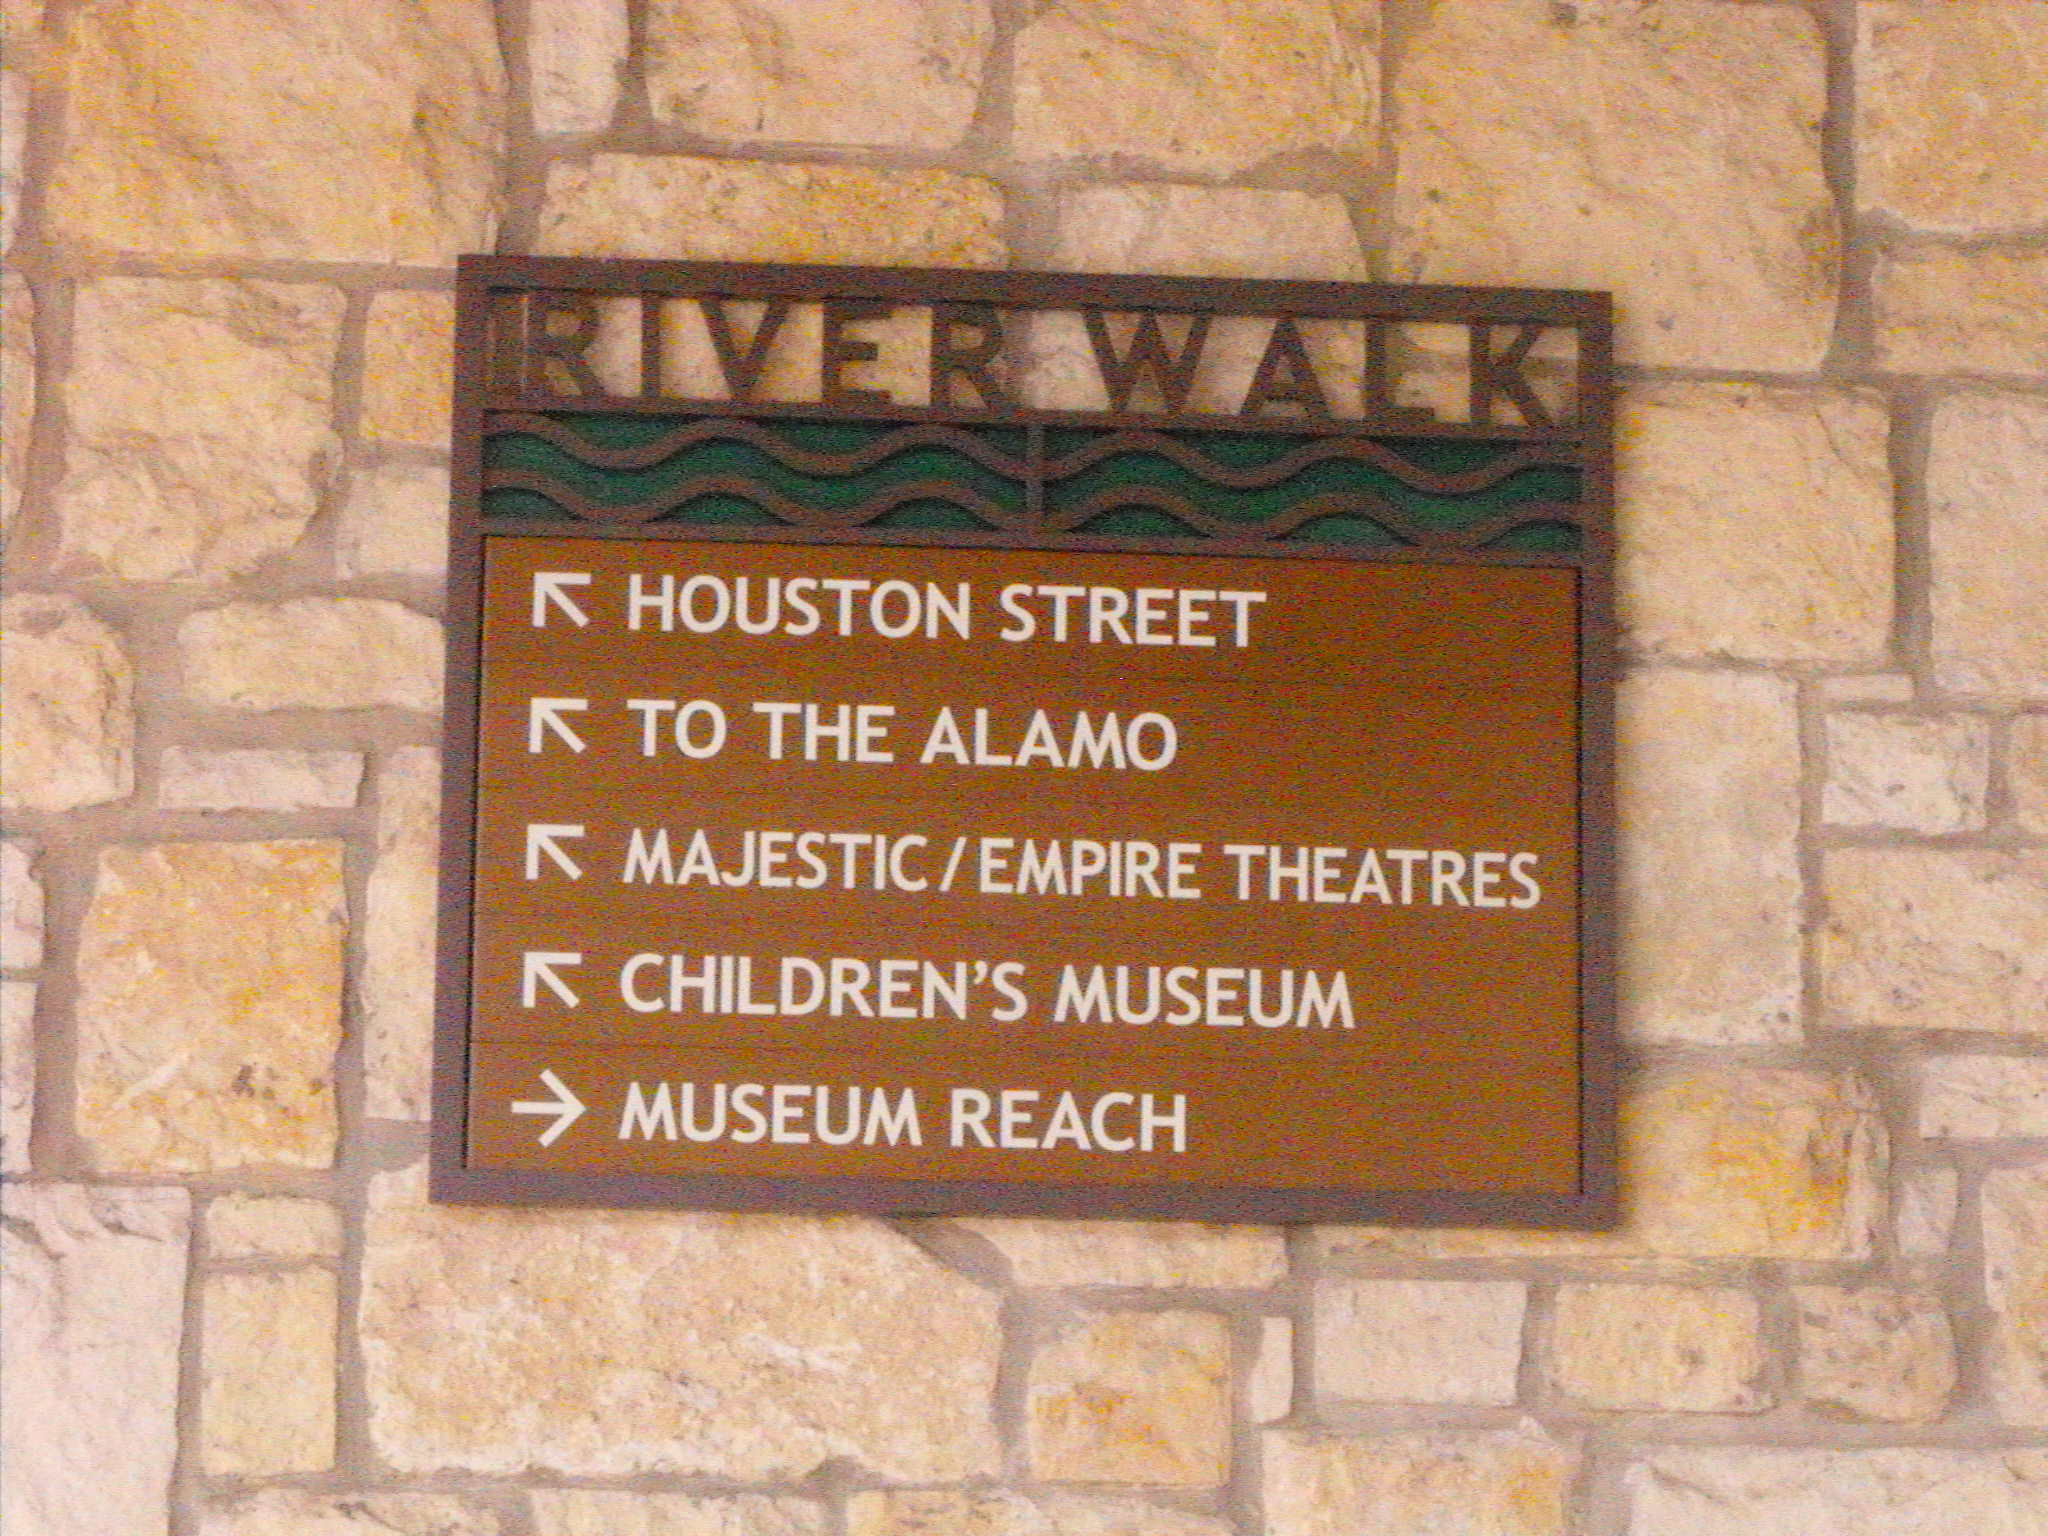 RIVER WALK
HOUSTON STREET
TO THE ALAMO
MAJESTIC / EMPIRE THEATRES
CHILDREN'S MUSEUM
MUSEUM REACH